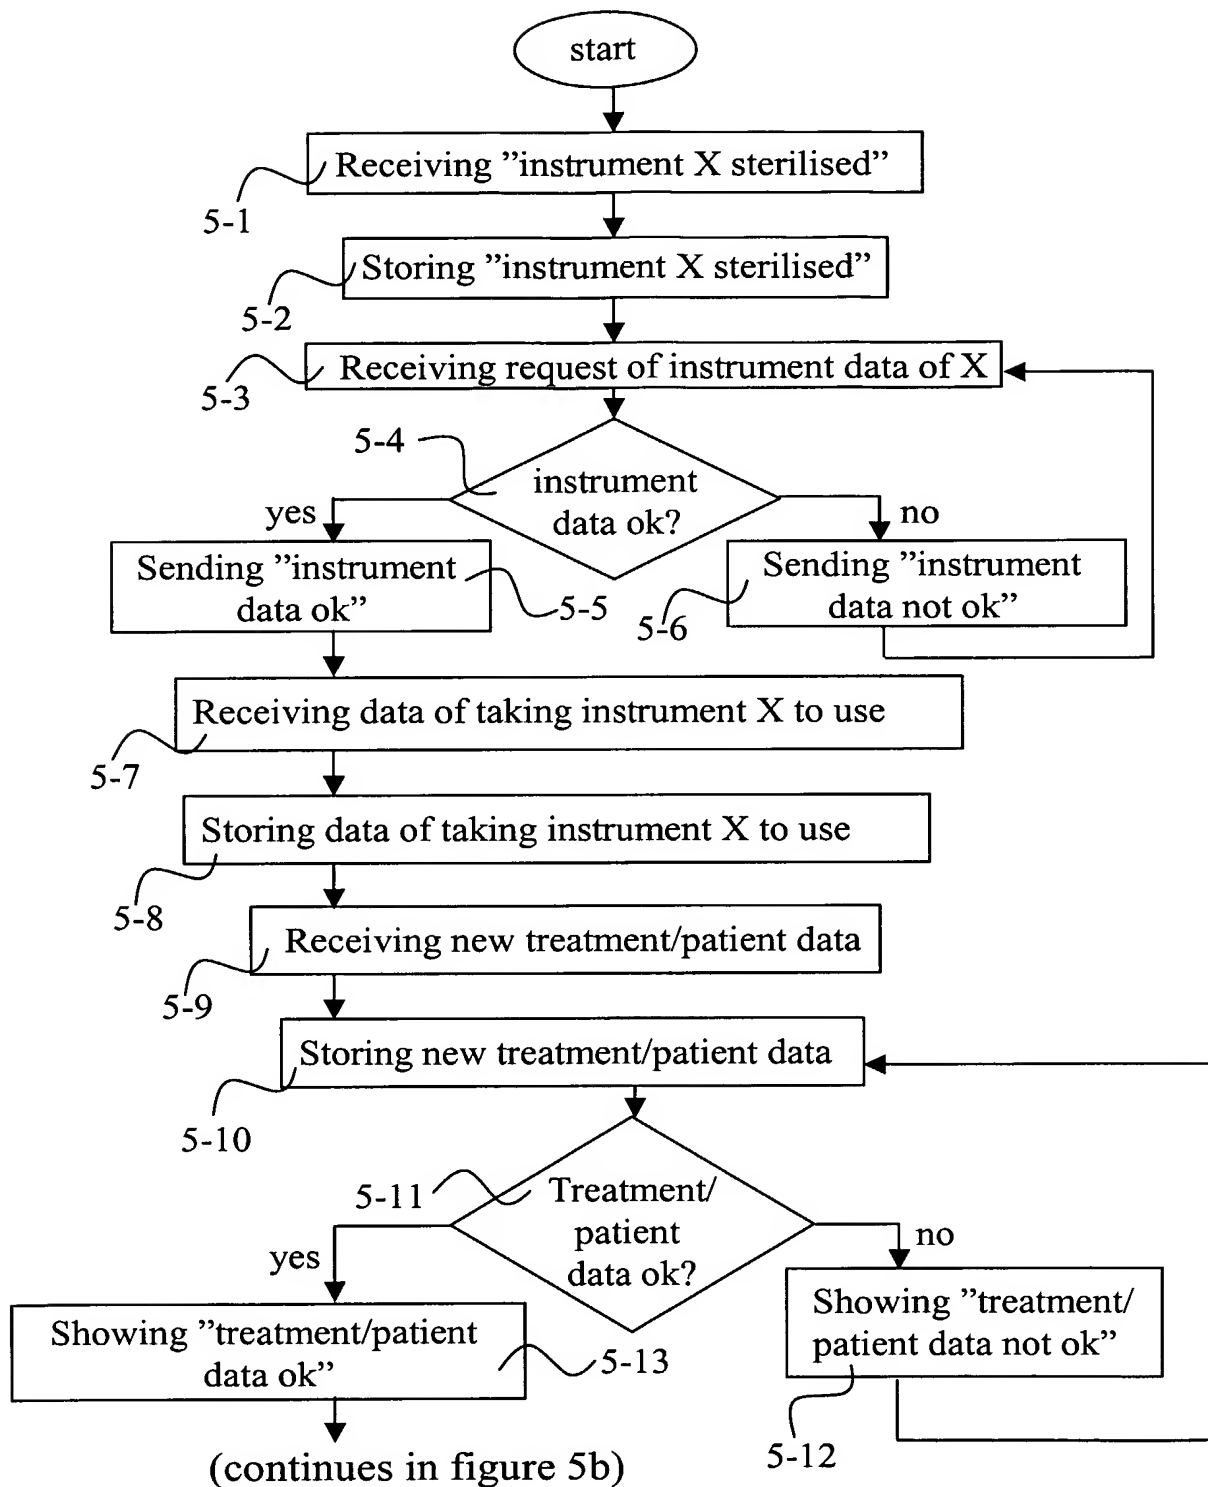 start
Receiving ”instrument X sterilised”
5-1
Storing ”instrument X sterilised”
5-2
Receiving request of instrument data of X
5-3
5-4
instrument
data ok?
yes
no
Sending ”instrument
data ok”
5-5
Sending ”instrument
data not ok”
5-6
Receiving data of taking instrument X to use
5-7
Storing data of taking instrument X to use
5-8
Receiving new treatment/patient data
5-9
Storing new treatment/patient data
5-10
5-11
Treatment/
patient
data ok?
yes
no
Showing ”treatment/patient
data ok”
5-13
Showing ”treatment/
patient data not ok”
5-12
(continues in figure 5b)